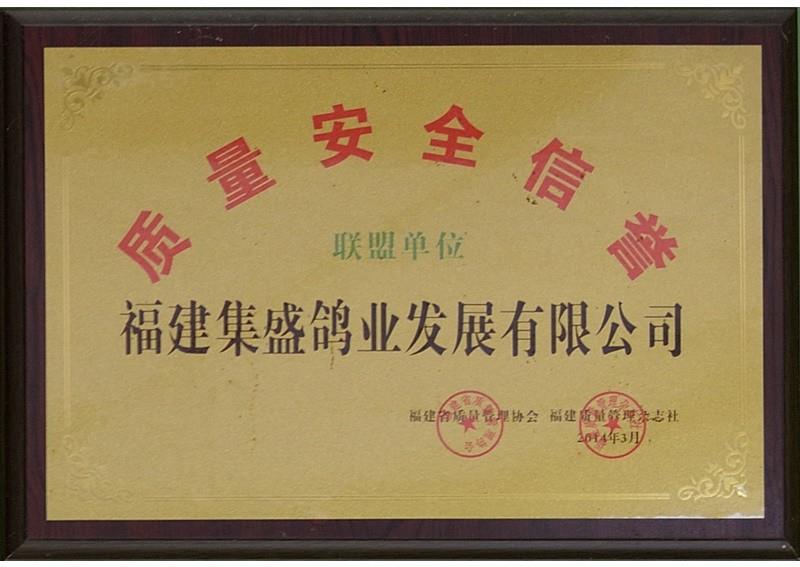 质量安全信誉
联盟单位
福建集盛鸽业发展有限公司
福建省质量管理协会 福建质量管理杂志社
2014年3月